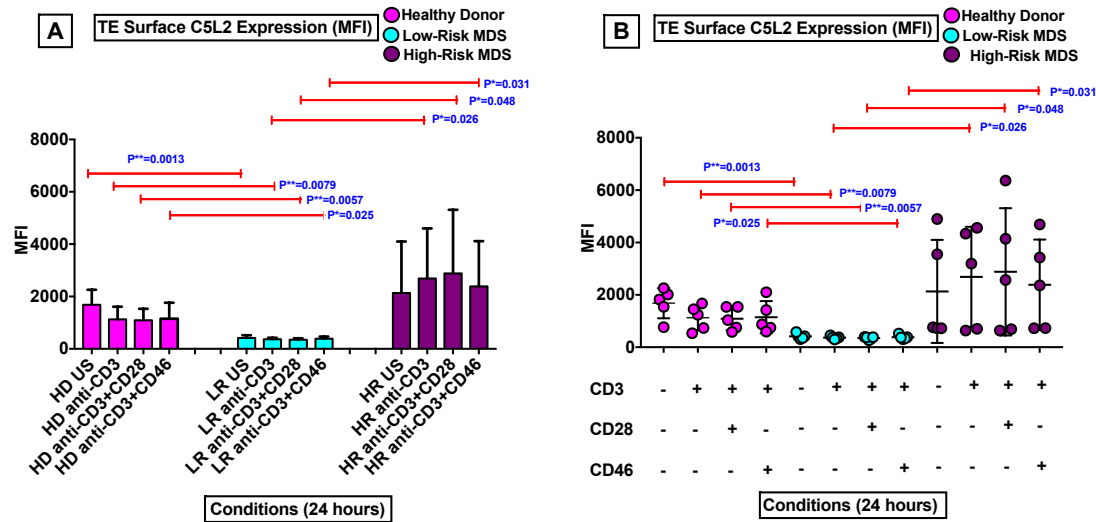 A
TE Surface C5L2 Expression (MFI)
Healthy Donor
Low-Risk MDS
High-Risk MDS
P*=0.031
P*=0.048
P*=0.026
P**=0.0013
P**=0.0079
P**=0.0057
P*=0.025
MFI
8000
6000
4000
2000
0
HD US
HD anti-CD3
HD anti-CD3+CD28
HD anti-CD3+CD46
LR US
LR anti-CD3
LR anti-CD3+CD28
LR anti-CD3+CD46
HR US
HR anti-CD3
HR anti-CD3+CD28
HR anti-CD3+CD46
Conditions (24 hours)
B
TE Surface C5L2 Expression (MFI)
Healthy Donor
Low-Risk MDS
High-Risk MDS
P*=0.031
P*=0.048
P*=0.026
P**=0.0013
P**=0.0079
P**=0.0057
P*=0.025
MFI
8000
6000
4000
2000
0
CD3 - + + + - + + + - + + +
CD28 - - + - - - + - - - + -
CD46 - - - + - - - + - - - +
Conditions (24 hours)